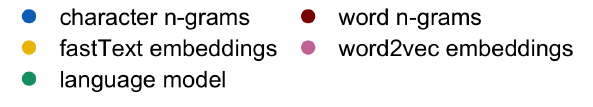 character n-grams word n-grams
fastText embeddings word2vec embeddings
language model